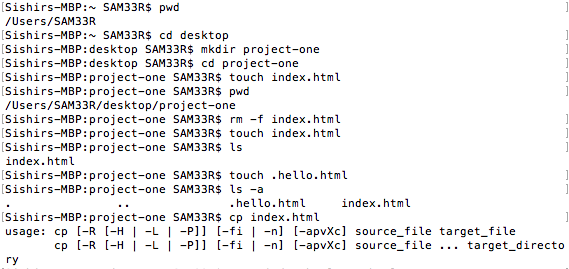 [Sishirs-MBP:~ SAM33R$ pwd
/Users/SAM33R
[Sishirs-MBP:~ SAM33R$ cd desktop
[Sishirs-MBP:desktop SAM33R$ mkdir project-one
[Sishirs-MBP:desktop SAM33R$ cd project-one
[Sishirs-MBP:project-one SAM33R$ touch index.html
[Sishirs-MBP:project-one SAM33R$ pwd
/Users/SAM33R/desktop/project-one
[Sishirs-MBP:project-one SAM33R$ rm -f index.html
[Sishirs-MBP:project-one SAM33R$ touch index.html
[Sishirs-MBP:project-one SAM33R$ ls
index.html
[Sishirs-MBP:project-one SAM33R$ touch .hello.html
[Sishirs-MBP:project-one SAM33R$ ls -a
. .. .hello.html index.html
[Sishirs-MBP:project-one SAM33R$ cp index.html
usage: cp [-R [-H | -L | -P]] [-fi | -n] [-apvXc] source_file target_file
cp [-R [-H | -L | -P]] [-fi | -n] [-apvXc] source_file ... target_directo
ry